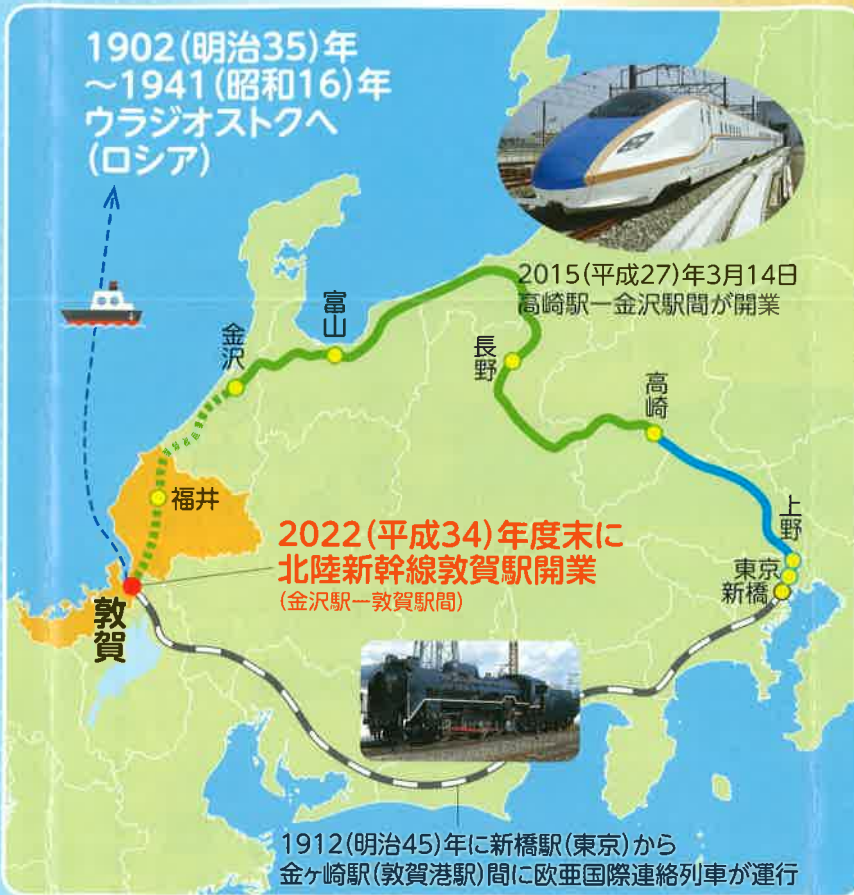 1902(明治35)年
～1941(昭和16)年
ウラジオストクへ
(ロシア)
2015(平成27)年3月14日
高崎駅ー金沢駅間が開業
富山
金沢
長野
高崎
福井
上野
東京
新橋
2022(平成34)年度末に
北陸新幹線敦賀駅開業
(金沢駅ー敦賀駅間)
敦賀
1912(明治45)年に新橋駅(東京)から
金ヶ崎駅(敦賀港駅)間に欧亜国際連絡列車が運行